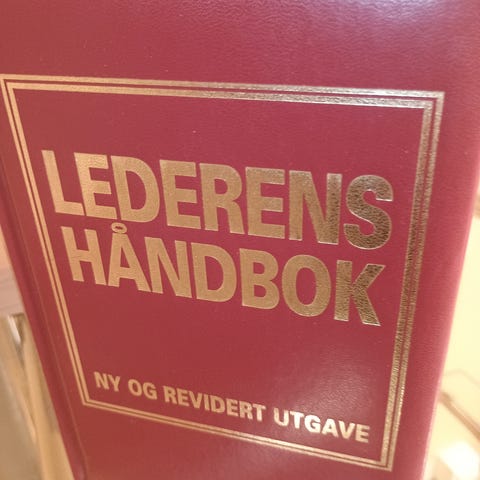 LEDERENS
HÅNDBOK
NY OG REVIDERT UTGAVE